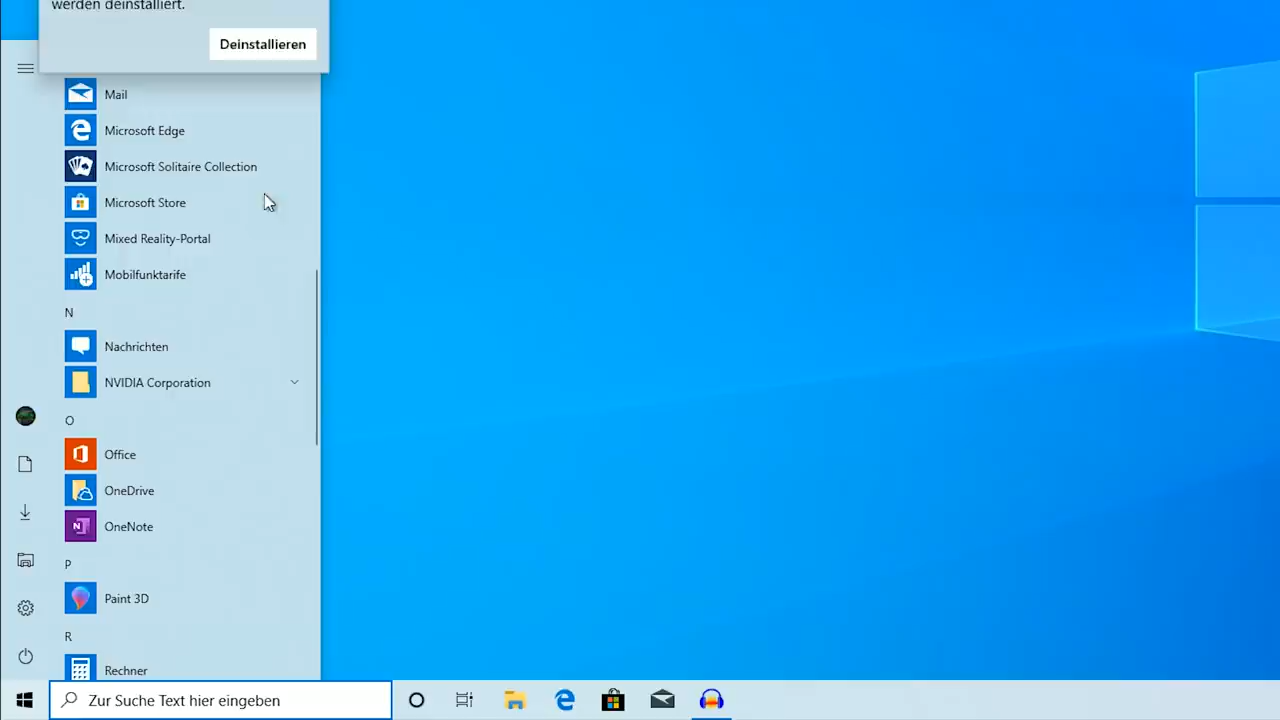 werden deinstalliert.
Deinstallieren
Mail
Microsoft Edge
Microsoft Solitaire Collection
Microsoft Store
Mixed Reality-Portal
Mobilfunktarife
N
Nachrichten
NVIDIA Corporation
O
Office
OneDrive
OneNote
P
Paint 3D
R
Rechner
Zur Suche Text hier eingeben